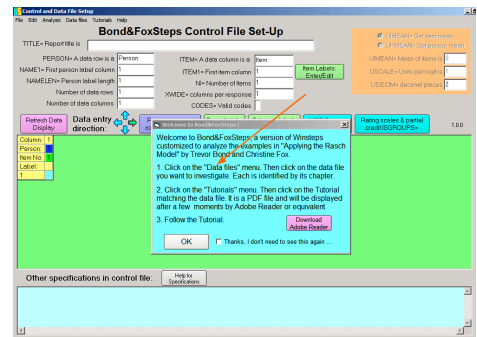 Control and Data File Setup
File Edit Analysis Data files Tutorials Help
Bond&FoxSteps Control File Set-Up
TITLE= Report title is
PERSON= A data row is a Person
ITEM= A data column is a Item
NAME1= First person label column 1
ITEM1= First item column 1
Item Labels: Enter/Edit
NAMELEN= Person label length 1
NI= Number of items 1
Number of data rows 1
XWIDE= columns per response 1
Number of data columns 1
CODES= Valid codes
UIMEAN= Set item mean
UPMEAN= Set person mean
UIMEAN= Mean of items is 0
USCALE= Units per logit is
UDECIM= decimal places 2
Refresh Data Display
Data entry direction:
Rating scales & partial credit ISGROUPS=
1.00
Column: 1
Person:
Item No: 1
Label:
1
Welcome to Bond&FoxSteps!
Welcome to Bond&FoxSteps, a version of Winsteps
customized to analyze the examples in "Applying the Rasch
Model" by Trevor Bond and Christine Fox.
1. Click on the "Data files" menu. Then click on the data file
you want to investigate. Each is identified by its chapter.
2. Click on the "Tutorials" menu. Then click on the Tutorial
matching the data file. It is a PDF file and will be displayed
after a few moments by Adobe Reader or equivalent.
3. Follow the Tutorial.
Download
Adobe Reader
OK
Thanks, I don't need to see this again ...
Other specifications in control file:
Help for
Specifications